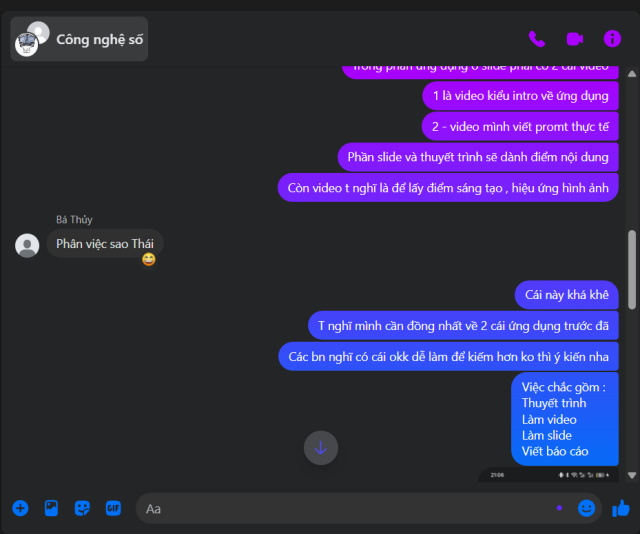 Công nghệ số
Trong phần ứng dụng ở slide phải có 2 cái video
1 là video kiểu intro về ứng dụng
2 - video mình viết promt thực tế
Phần slide và thuyết trình sẽ dành điểm nội dung
Còn video t nghĩ là để lấy điểm sáng tạo , hiệu ứng hình ảnh
Bá Thủy
Phân việc sao Thái
Cái này khá khê
T nghĩ mình cần đồng nhất về 2 cái ứng dụng trước đã
Các bn nghĩ có cái okk dễ làm để kiếm hơn ko thì ý kiến nha
Việc chắc gồm :
Thuyết trình
Làm video
Làm slide
Viết báo cáo
21:06
GIF
Aa